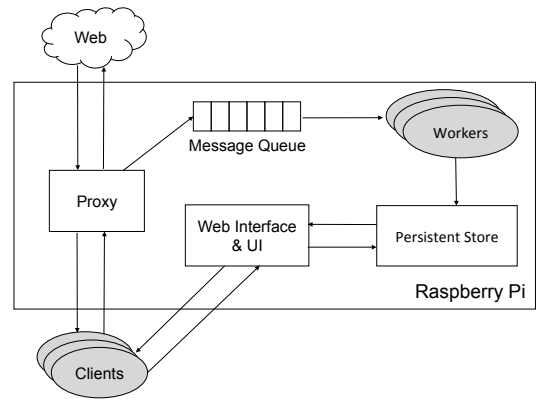 Web
Message Queue
Workers
Proxy
Web Interface
& UI
Persistent Store
Raspberry Pi
Clients